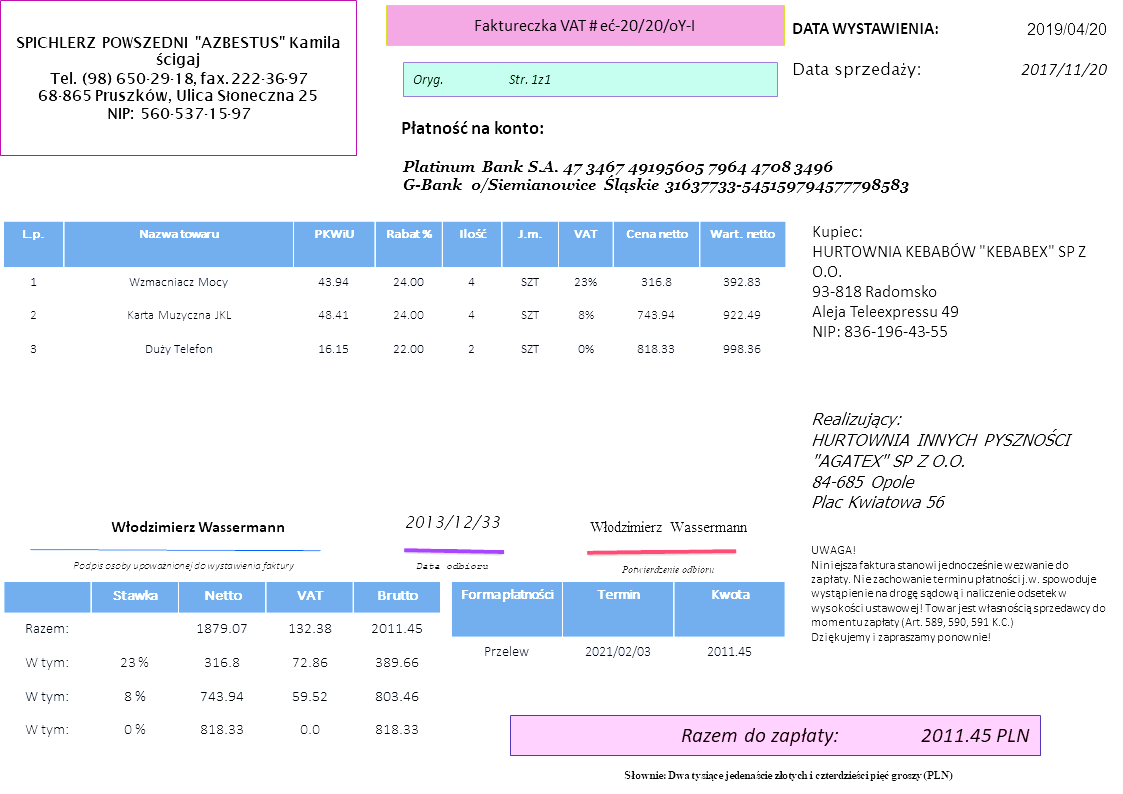 SPICHLERZ POWSZEDNI "AZBESTUS" Kamila
ścigaj
Tel. (98) 650-29-18, fax. 222-36-97
68-865 Pruszków, Ulica Słoneczna 25
NIP: 560-537-15-97
Faktureczka VAT # eć-20/20/oY-I
Oryg. Str. 1z1
DATA WYSTAWIENIA: 2019/04/20
Data sprzedaży: 2017/11/20
Płatność na konto:
Platinum Bank S.A. 47 3467 49195605 7964 4708 3496
G-Bank o/Siemianowice Śląskie 31637733-545159794577798583
L.p. Nazwa towaru PKWiU Rabat % Ilość J.m. VAT Cena netto Wart. netto
1 Wzmacniacz Mocy 43.94 24.00 4 SZT 23% 316.8 392.83
2 Karta Muzyczna JKL 48.41 24.00 4 SZT 8% 743.94 922.49
3 Duży Telefon 16.15 22.00 2 SZT 0% 818.33 998.36
Kupiec:
HURTOWNIA KEBABÓW "KEBABEX" SP Z
O.O.
93-818 Radomsko
Aleja Teleexpressu 49
NIP: 836-196-43-55
Realizujący:
HURTOWNIA INNYCH PYSZNOŚCI
"AGATEX" SP Z O.O.
84-685 Opole
Plac Kwiatowa 56
Włodzimierz Wassermann
Podpis osoby upoważnionej do wystawienia faktury
2013/12/33
Data odbioru
Włodzimierz Wassermann
Potwierdzenie odbioru
UWAGA!
Niniejsza faktura stanowi jednocześnie wezwanie do
zapłaty. Nie zachowanie terminu płatności j.w. spowoduje
wystąpienie na drogę sądową i naliczenie odsetek w
wysokości ustawowej! Towar jest własnością sprzedawcy do
momentu zapłaty (Art. 589, 590, 591 K.C.)
Dziękujemy i zapraszamy ponownie!
Stawka Netto VAT Brutto
Razem: 1879.07 132.38 2011.45
W tym: 23 % 316.8 72.86 389.66
W tym: 8 % 743.94 59.52 803.46
W tym: 0 % 818.33 0.0 818.33
Forma płatności Termin Kwota
Przelew 2021/02/03 2011.45
Razem do zapłaty: 2011.45 PLN
Słownie: Dwa tysiące jedenaście złotych i czterdzieści pięć groszy (PLN)